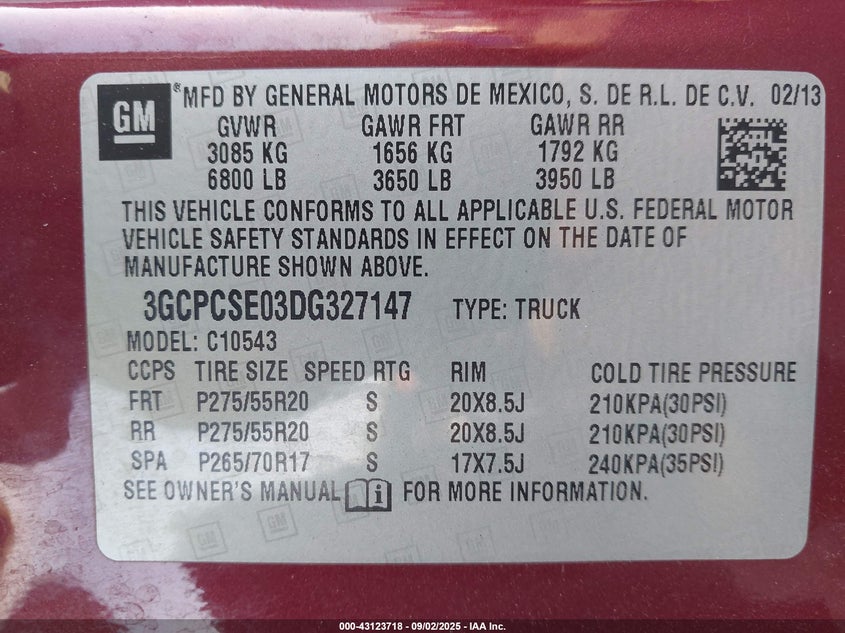 GM ®MFD BY GENERAL MOTORS DE MEXICO, S. DE R.L. DE C.V. 02/13
GVWR GAWR FRT GAWR RR
3085 KG 1656 KG 1792 KG
6800 LB 3650 LB 3950 LB
THIS VEHICLE CONFORMS TO ALL APPLICABLE U.S. FEDERAL MOTOR
VEHICLE SAFETY STANDARDS IN EFFECT ON THE DATE OF
MANUFACTURE SHOWN ABOVE.
3GCPCSE03DG327147 TYPE: TRUCK
MODEL: C10543
CCPS TIRE SIZE SPEED RTG RIM COLD TIRE PRESSURE
FRT P275/55R20 S 20X8.5J 210KPA(30PSI)
RR P275/55R20 S 20X8.5J 210KPA(30PSI)
SPA P265/70R17 S 17X7.5J 240KPA(35PSI)
SEE OWNER'S MANUAL FOR MORE INFORMATION.
000-43123718 - 09/02/2025 - IAA Inc.